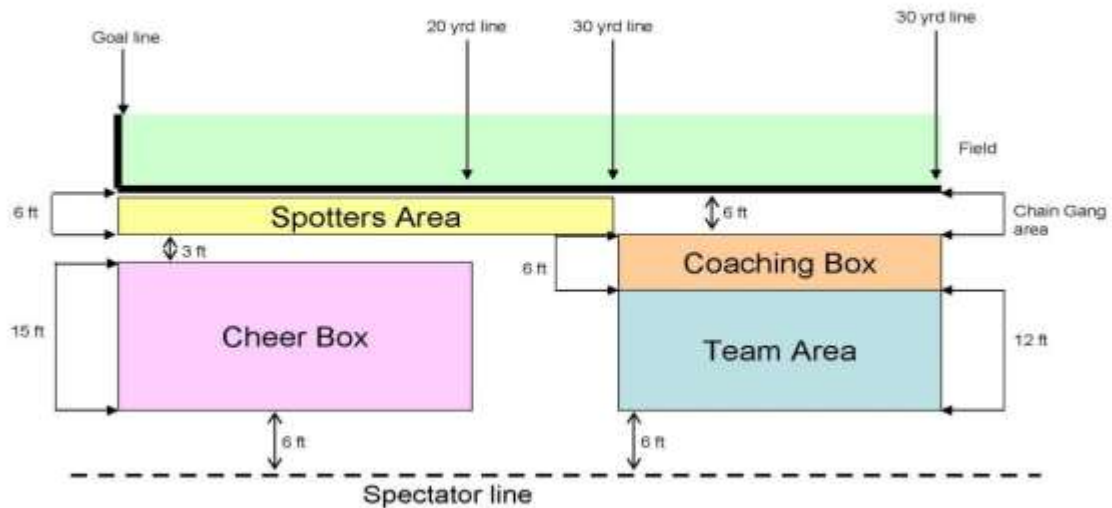 Goal line
20 yrd line
30 yrd line
30 yrd line
Field
6 ft
Spotters Area
6 ft
Chain Gang
area
3 ft
6 ft
Coaching Box
15 ft
Cheer Box
Team Area
12 ft
6 ft
6 ft
Spectator line